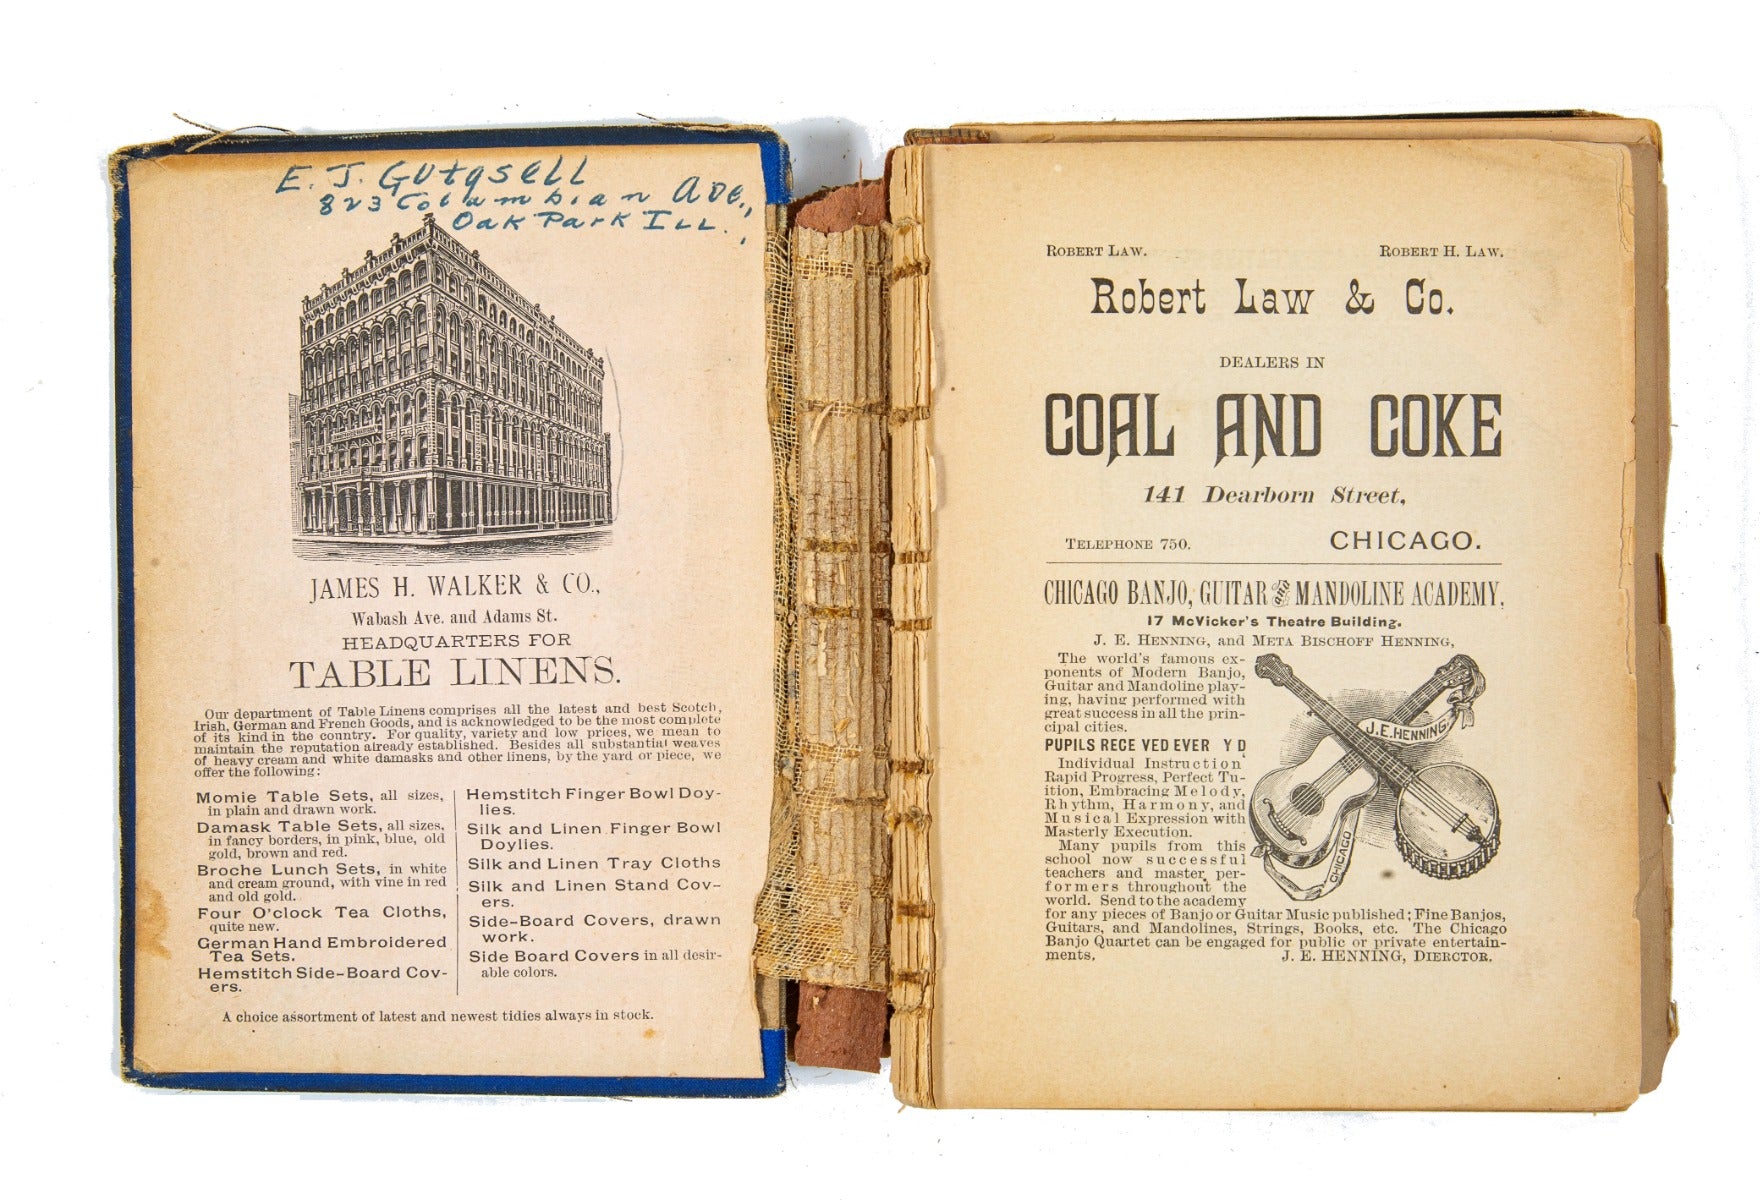 E. J. Gutgsell
823 Columbian Ave.,
Oak Park Ill.
JAMES H. WALKER & CO.,
Wabash Ave. and Adams St.
HEADQUARTERS FOR
TABLE LINENS.
Our department of Table Linens comprises all the latest and best Scotch,
Irish, German and French Goods, and is acknowledged to be the most complete
of its kind in the country. For quality, variety and low prices, we mean to
maintain the reputation already established. Besides all substantial weaves
of heavy cream and white damasks and other linens, by the yard or piece, we
offer the following:
Momie Table Sets, all sizes,
in plain and drawn work.
Damask Table Sets, all sizes,
in fancy borders, in pink, blue, old
gold, brown and red.
Broche Lunch Sets, in white
and cream ground, with vine in red
and old gold.
Four O'clock Tea Cloths,
quite new.
German Hand Embroidered
Tea Sets.
Hemstitch Side-Board Cov-
ers.
Hemstitch Finger Bowl Doy-
lies.
Silk and Linen Finger Bowl
Doylies.
Silk and Linen Tray Cloths
Silk and Linen Stand Cov-
ers.
Side-Board Covers, drawn
work.
Side Board Covers in all desir-
able colors.
A choice assortment of latest and newest tidies always in stock.
ROBERT LAW. ROBERT H. LAW.
Robert Law & Co.
DEALERS IN
COAL AND COKE
141 Dearborn Street,
TELEPHONE 750. CHICAGO.
CHICAGO BANJO, GUITAR AND MANDOLINE ACADEMY,
17 McVicker's Theatre Building.
J. E. HENNING, and META BISCHOFF HENNING,
The world's famous ex-
ponents of Modern Banjo,
Guitar and Mandoline play-
ing, having performed with
great success in all the prin-
cipal cities.
PUPILS RECE VED EVER Y D
Individual Instruction
Rapid Progress, Perfect Tu-
ition, Embracing Melody,
Rhythm, Harmony, and
Musical Expression with
Masterly Execution.
Many pupils from this
school now successful
teachers and master per-
formers throughout the
world. Send to the academy
for any pieces of Banjo or Guitar Music published; Fine Banjos,
Guitars, and Mandolines, Strings, Books, etc. The Chicago
Banjo Quartet can be engaged for public or private entertain-
ments. J. E. HENNING, DIERCTOR.
J. E. HENNING.
CHICAGO